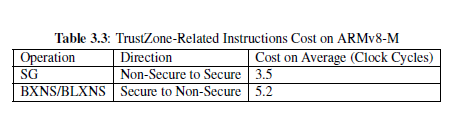 Table 3.3: TrustZone-Related Instructions Cost on ARMv8-M
Operation Direction Cost on Average (Clock Cycles)
SG Non-Secure to Secure 3.5
BXNS/BLXNS Secure to Non-Secure 5.2